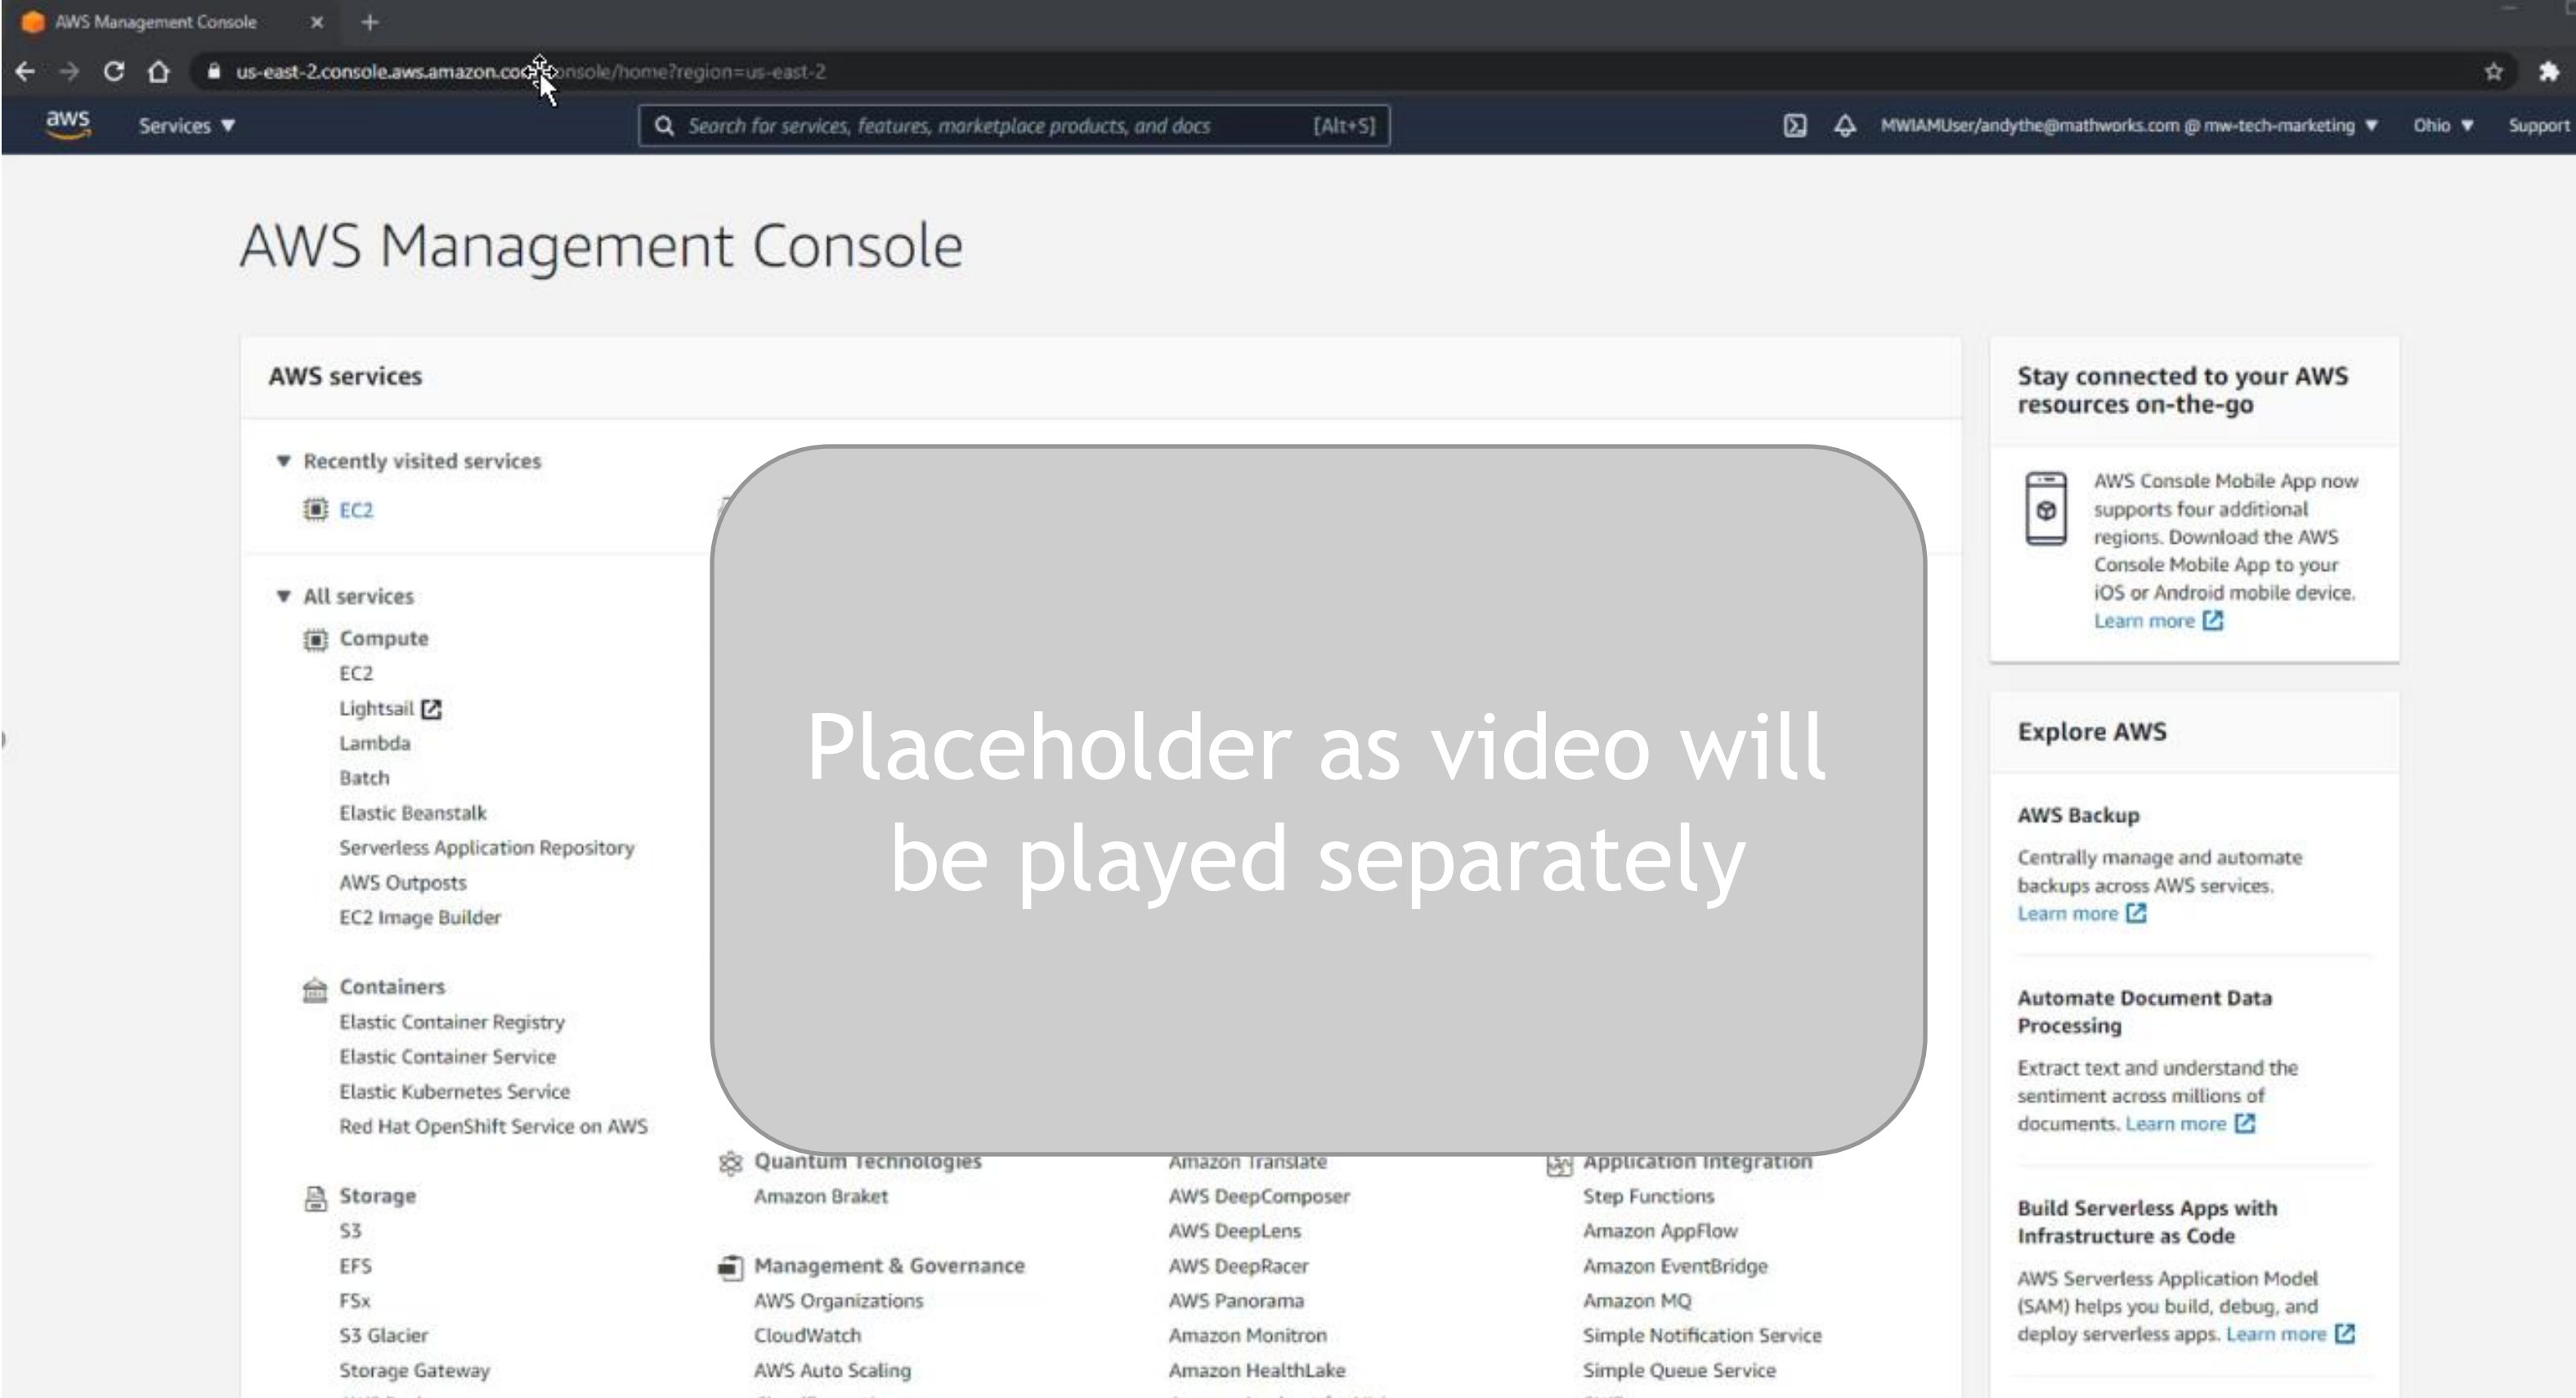 AWS Management Console
us-east-2.console.aws.amazon.co onsole/home?region=us-east-2
aws
Services
Search for services, features, marketplace products, and docs
[Alt+S]
MWIAMUser/andythe@mathworks.com @ mw-tech-marketing
Ohio
Support
AWS Management Console
AWS services
Recently visited services
EC2
All services
Compute
EC2
Lightsail
Lambda
Batch
Elastic Beanstalk
Serverless Application Repository
AWS Outposts
EC2 Image Builder
Containers
Elastic Container Registry
Elastic Container Service
Elastic Kubernetes Service
Red Hat OpenShift Service on AWS
Storage
S3
EFS
FSx
S3 Glacier
Storage Gateway
Placeholder as video will
be played separately
Quantum Technologies
Amazon Braket
Management & Governance
AWS Organizations
CloudWatch
AWS Auto Scaling
Amazon Translate
AWS DeepComposer
AWS DeepLens
AWS DeepRacer
AWS Panorama
Amazon Monitron
Amazon HealthLake
Application Integration
Step Functions
Amazon AppFlow
Amazon EventBridge
Amazon MQ
Simple Notification Service
Simple Queue Service
Stay connected to your AWS
resources on-the-go
AWS Console Mobile App now
supports four additional
regions. Download the AWS
Console Mobile App to your
iOS or Android mobile device.
Learn more
Explore AWS
AWS Backup
Centrally manage and automate
backups across AWS services.
Learn more
Automate Document Data
Processing
Extract text and understand the
sentiment across millions of
documents. Learn more
Build Serverless Apps with
Infrastructure as Code
AWS Serverless Application Model
(SAM) helps you build, debug, and
deploy serverless apps. Learn more